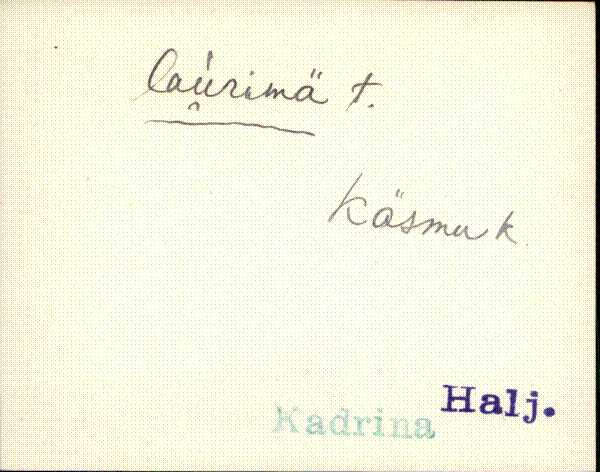 laurimä t.
Käsmu k.
Kadrina Halj.